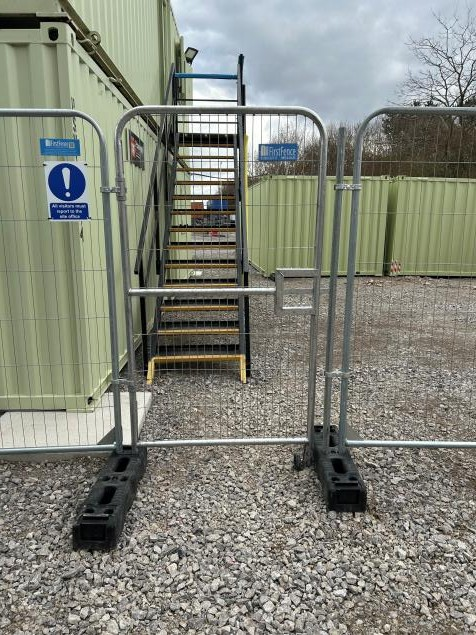 FirstFence
All visitors must
report to the
site office
FirstFence